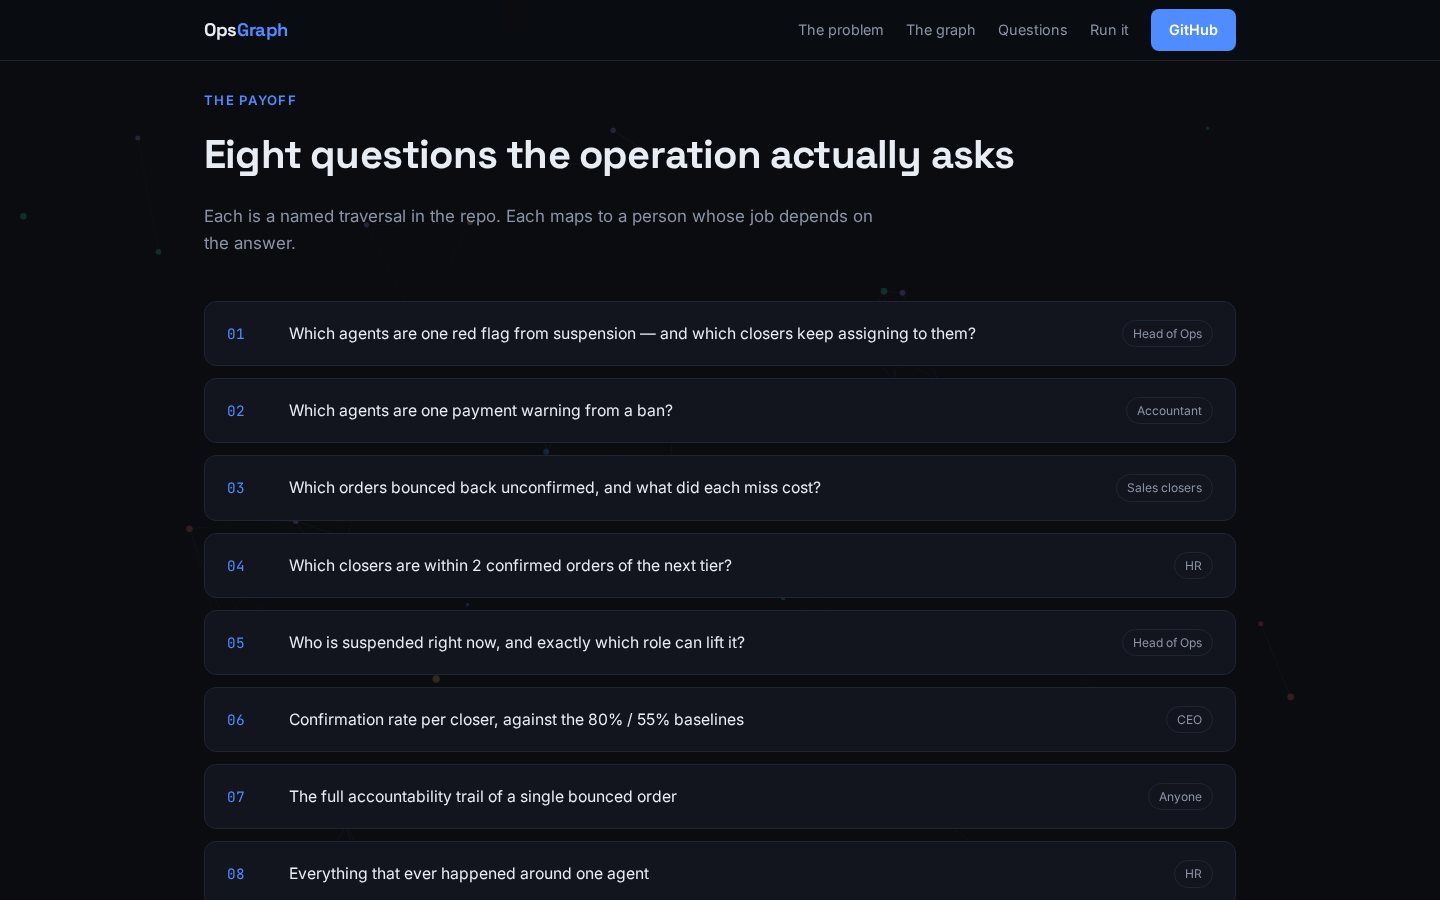 OpsGraph
The problem
The graph
Questions
Run it
GitHub
THE PAYOFF
Eight questions the operation actually asks
Each is a named traversal in the repo. Each maps to a person whose job depends on
the answer.
01 Which agents are one red flag from suspension — and which closers keep assigning to them? Head of Ops
02 Which agents are one payment warning from a ban? Accountant
03 Which orders bounced back unconfirmed, and what did each miss cost? Sales closers
04 Which closers are within 2 confirmed orders of the next tier? HR
05 Who is suspended right now, and exactly which role can lift it? Head of Ops
06 Confirmation rate per closer, against the 80% / 55% baselines CEO
07 The full accountability trail of a single bounced order Anyone
08 Everything that ever happened around one agent HR